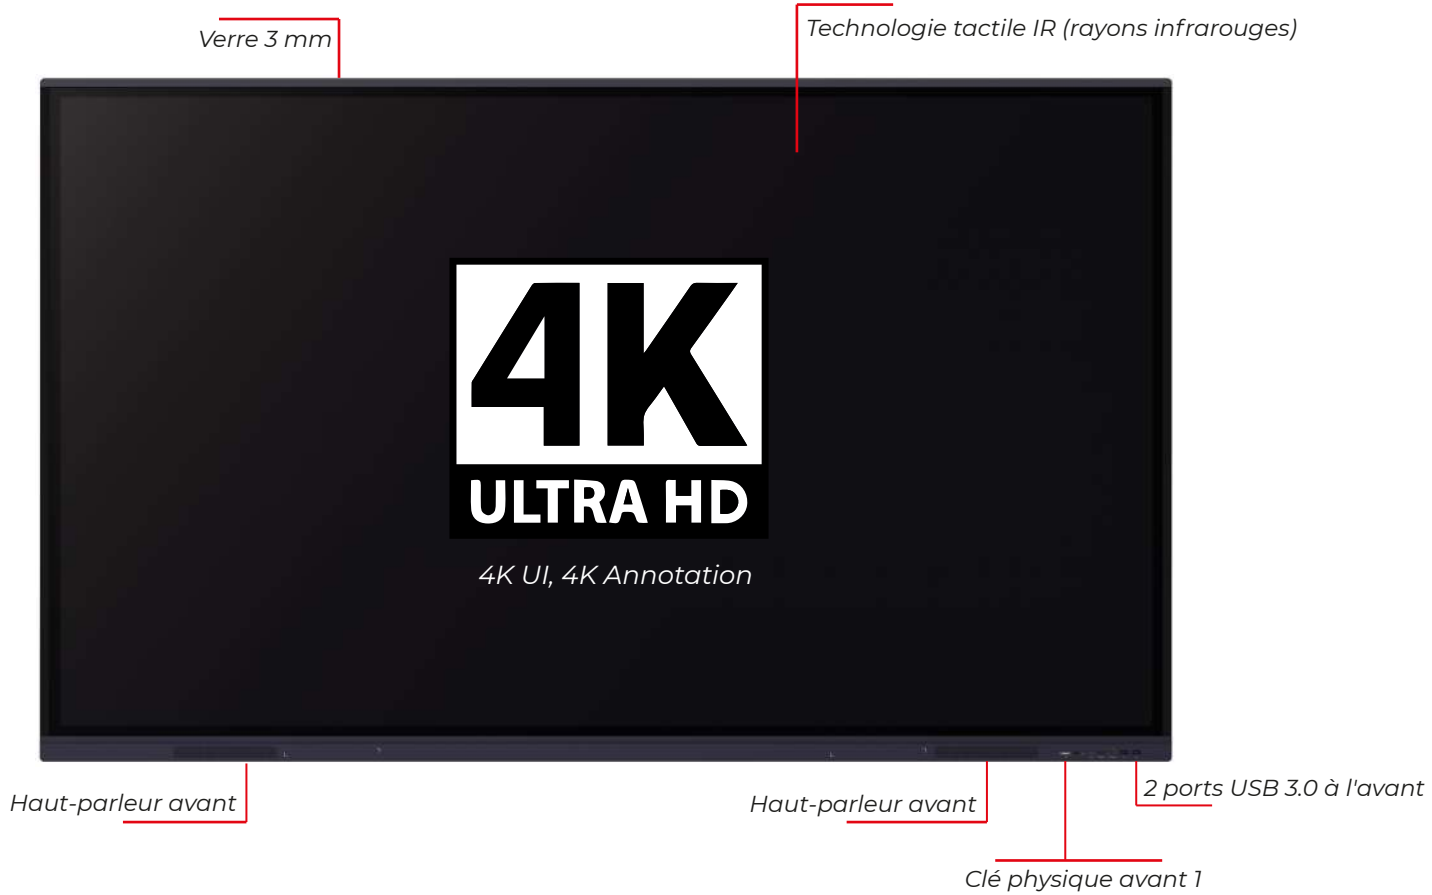 Verre 3 mm
Technologie tactile IR (rayons infrarouges)
4K
ULTRA HD
4K UI, 4K Annotation
Haut-parleur avant
Haut-parleur avant
2 ports USB 3.0 à l'avant
Clé physique avant 1